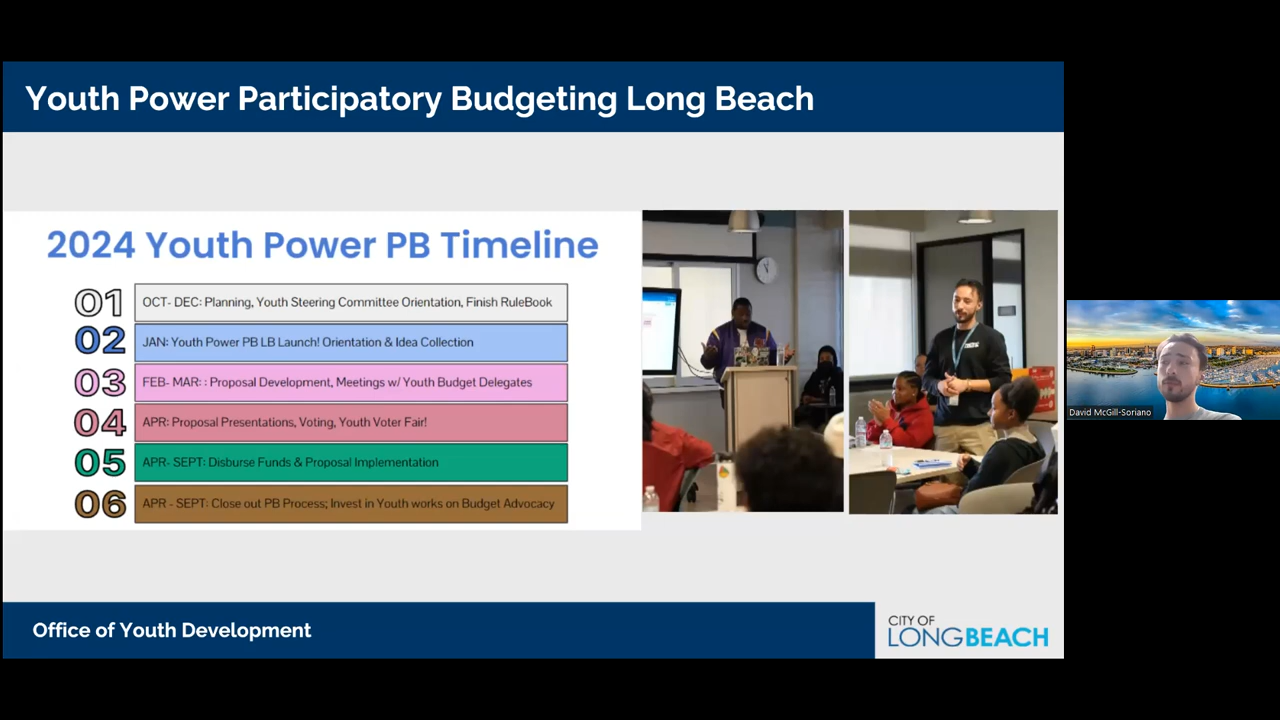 Youth Power Participatory Budgeting Long Beach
2024 Youth Power PB Timeline
01 OCT- DEC: Planning, Youth Steering Committee Orientation, Finish RuleBook
02 JAN: Youth Power PB LB Launch! Orientation & Idea Collection
03 FEB- MAR: : Proposal Development, Meetings w/ Youth Budget Delegates
04 APR: Proposal Presentations, Voting, Youth Voter Fair!
05 APR- SEPT: Disburse Funds & Proposal Implementation
06 APR - SEPT: Close out PB Process; Invest in Youth works on Budget Advocacy
David McGill-Soriano
Office of Youth Development
CITY OF
LONGBEACH